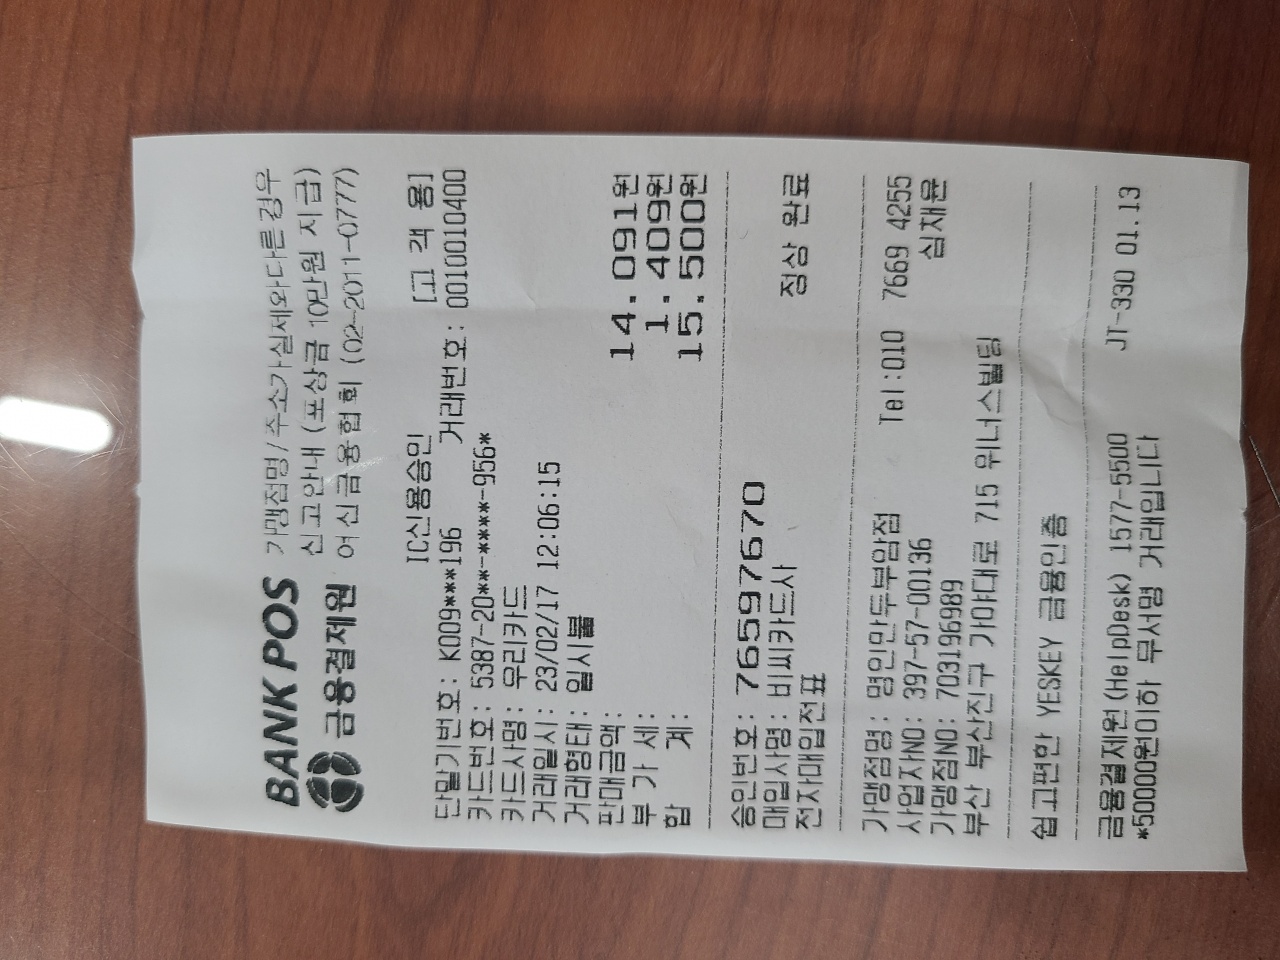 BANK POS 가맹점명/주소가실제와다른경우
신고안내 (포상금 10만원 지급)
금융결제원 여신금융협회 (02-2011-0777)
IC신용승인 [고 객 용]
단말기번호: K009***196 거래번호: 001001040​0
카드번호: 5387-20**-****-956*
카드사명: 우리카드
거래일시: 23/02/17 12:06:15
거래형태: 일시불
판매금액: 14.091원
부 가 세: 1.409원
합 계: 15.500원
승인번호: 76597670
매입사명: 비씨카드사
전자매입전표 정상 완료
가맹점명: 명인만두부암점 Tel:010 7669 4255
사업자NO: 397-57-00136 심재윤
가맹점NO: 703196989
부산 부산진구 가야대로 715 위너스빌딩
쉽고편한 YESKEY 금융인증
금융결제원(HelpDesk) 1577-5500 JT-330 01.13
*50000원이하 무서명 거래입니다